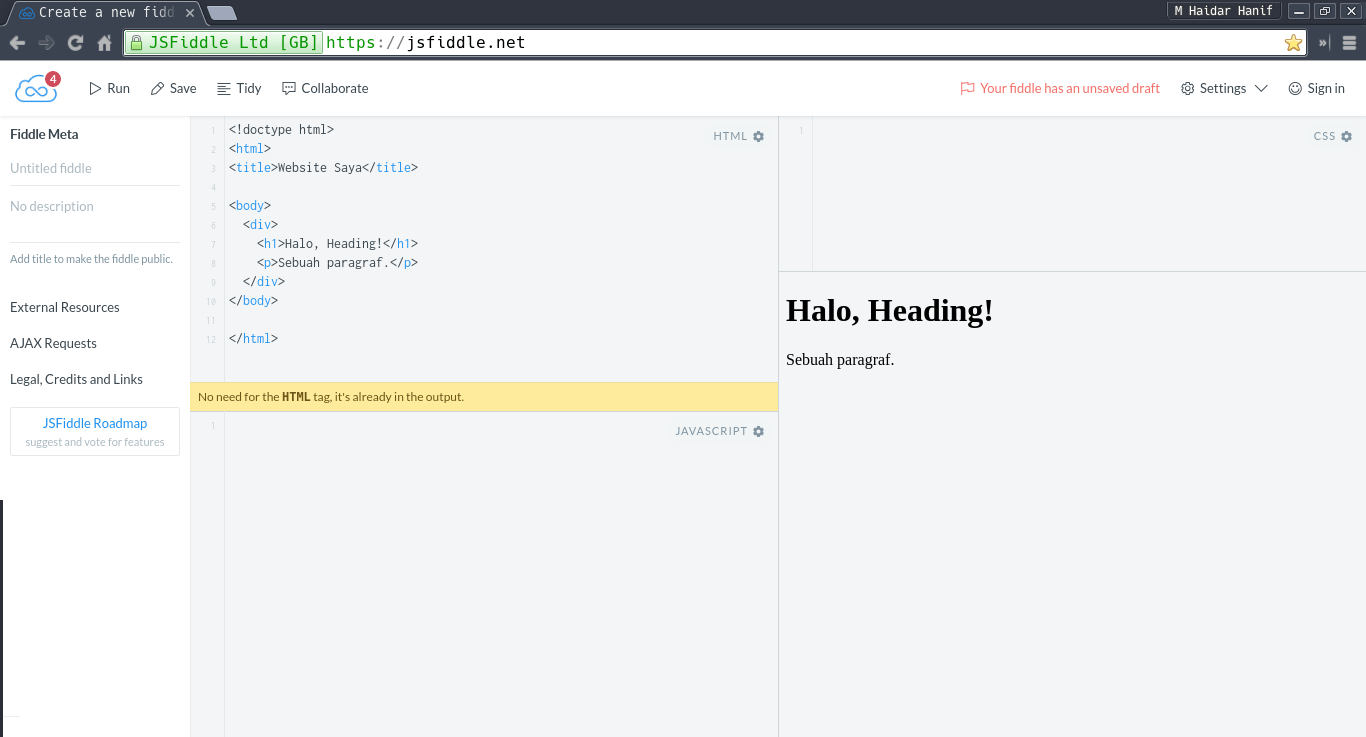 Create a new fidd
M Haidar Hanif
JSFiddle Ltd [GB] https://jsfiddle.net
4
Run
Save
Tidy
Collaborate
Your fiddle has an unsaved draft
Settings
Sign in
Fiddle Meta
Untitled fiddle
No description
Add title to make the fiddle public.
External Resources
AJAX Requests
Legal, Credits and Links
JSFiddle Roadmap
suggest and vote for features
HTML
1 <!doctype html>
2 <html>
3 <title>Website Saya</title>
4
5 <body>
6   <div>
7     <h1>Halo, Heading!</h1>
8     <p>Sebuah paragraf.</p>
9   </div>
10 </body>
11
12 </html>
No need for the HTML tag, it's already in the output.
1
JAVASCRIPT
1
CSS
Halo, Heading!
Sebuah paragraf.